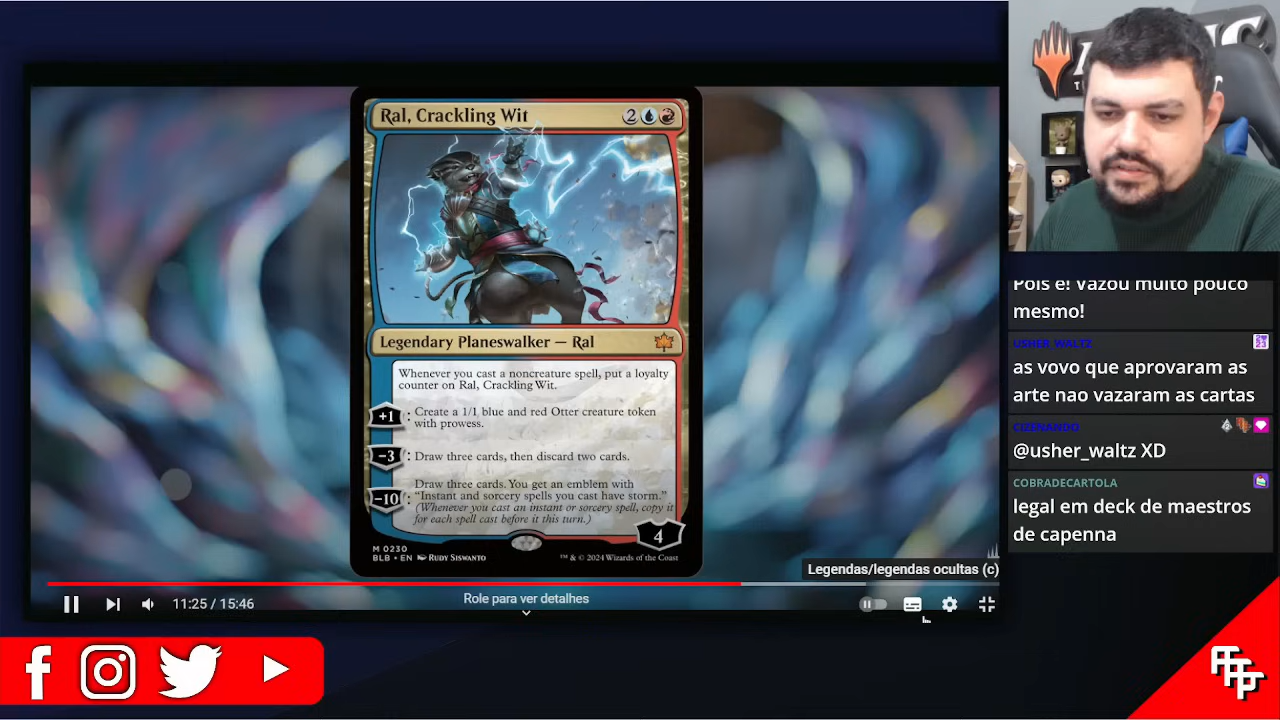 Ral, Crackling Wit 2
Legendary Planeswalker — Ral
Whenever you cast a noncreature spell, put a loyalty
counter on Ral, Crackling Wit.
+1 : Create a 1/1 blue and red Otter creature token
with prowess.
−3 : Draw three cards, then discard two cards.
Draw three cards. You get an emblem with
−10 : “Instant and sorcery spells you cast have storm.”
(Whenever you cast an instant or sorcery spell, copy it
for each spell cast before it this turn.)
4
M 0230
BLB • EN RUDY SISWANTO
™ & © 2024 Wizards of the Coast
Legendas/legendas ocultas (c)
11:25 / 15:46
Role para ver detalhes
Pois é! Vazou muito pouco
mesmo!
USHER_WALTZ
23
as vovo que aprovaram as
arte nao vazaram as cartas
CIZENANDO
@usher_waltz XD
COBRADECARTOLA
legal em deck de maestros
de capenna
f